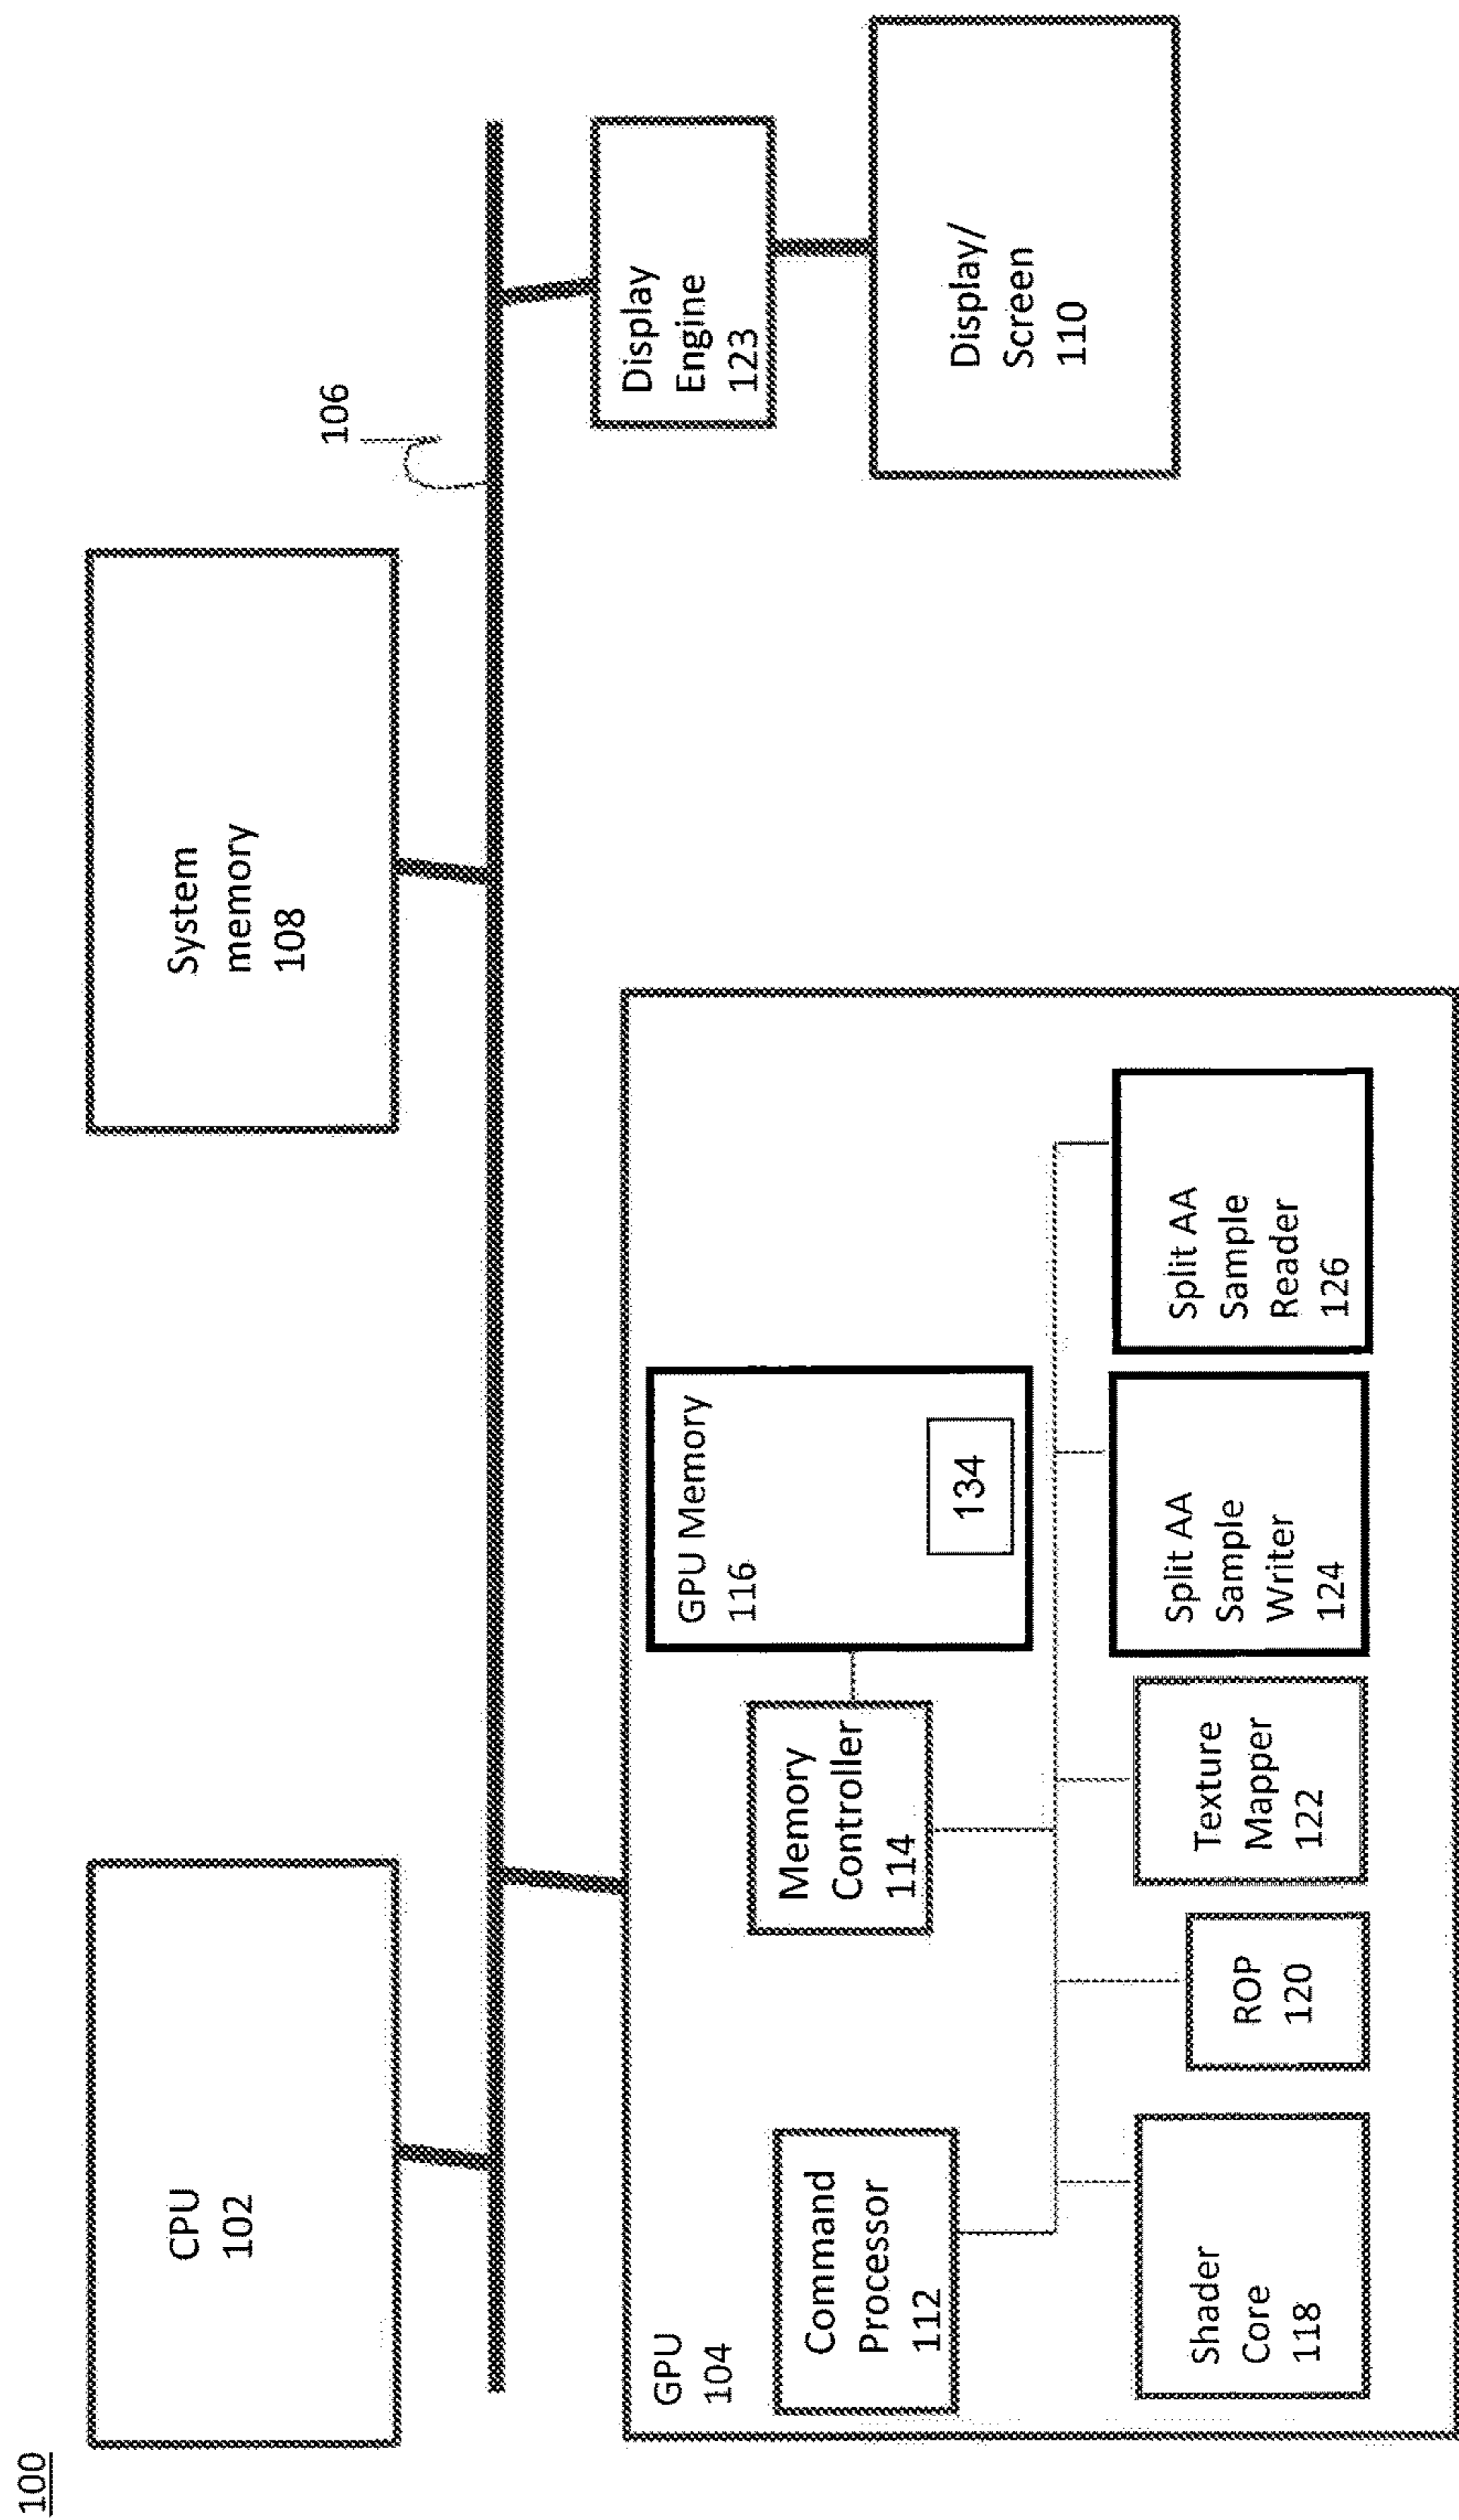 100
CPU
102
System
memory
108
106
GPU
104
Command
Processor
112
Memory
Controller
114
GPU Memory
116
134
Shader
Core
118
ROP
120
Texture
Mapper
122
Split AA
Sample
Writer
124
Split AA
Sample
Reader
126
Display
Engine
123
Display/
Screen
110